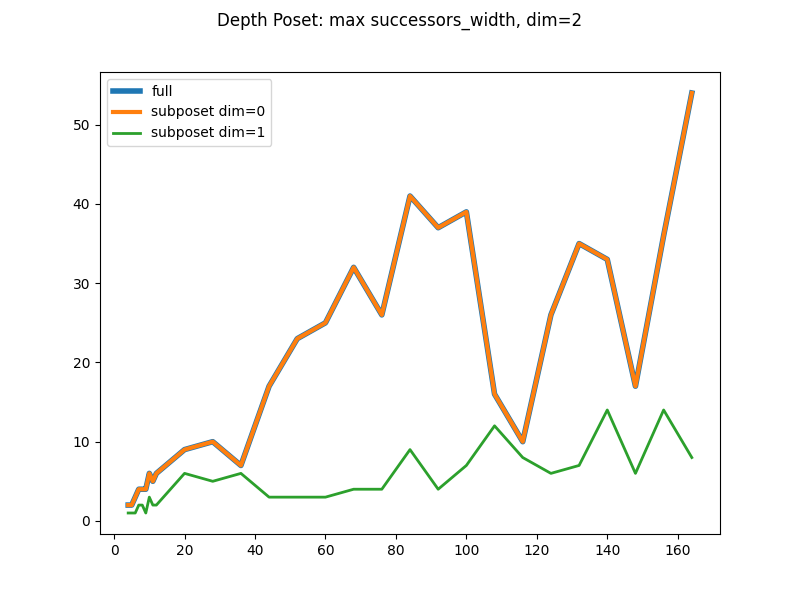 Depth Poset: max successors_width, dim=2
full
subposet dim=0
subposet dim=1
50
40
30
20
10
0
0 20 40 60 80 100 120 140 160